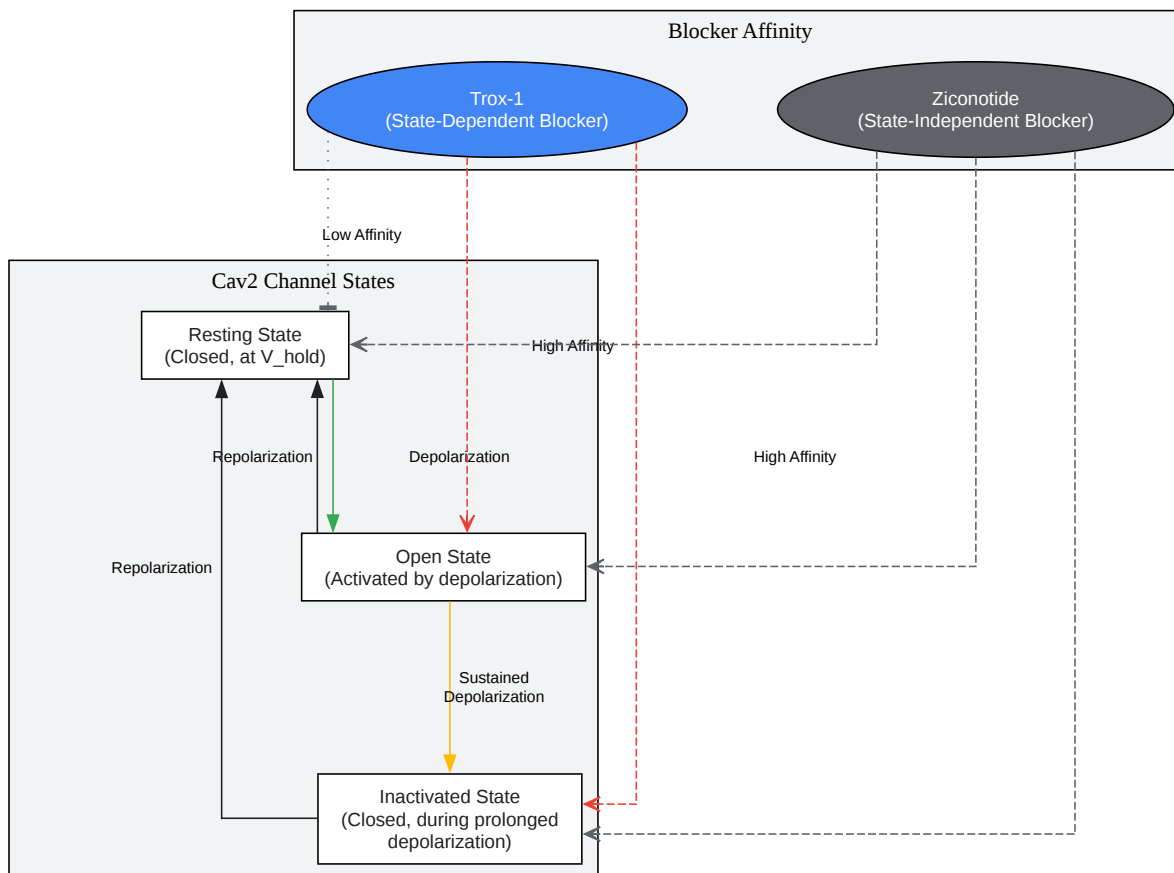 Blocker Affinity
Trox-1
(State-Dependent Blocker)
Ziconotide
(State-Independent Blocker)
Low Affinity
Cav2 Channel States
Resting State
(Closed, at V_hold)
High Affinity
Repolarization
Depolarization
High Affinity
Open State
(Activated by depolarization)
Repolarization
Sustained
Depolarization
Inactivated State
(Closed, during prolonged
depolarization)